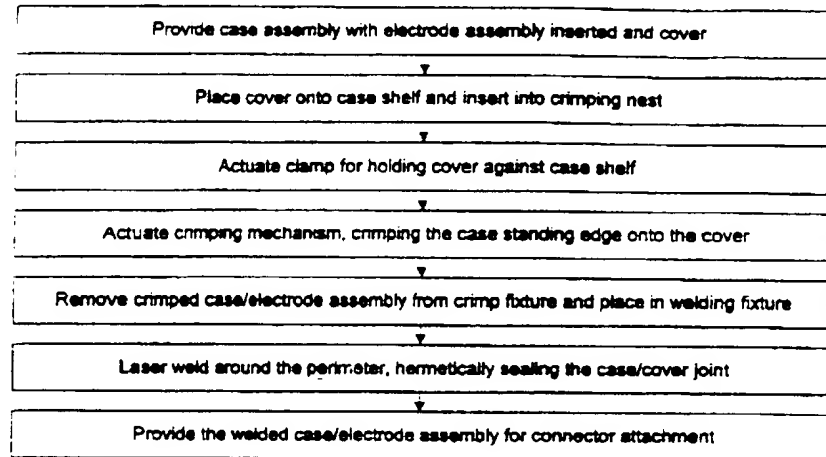 Provide case assembly with electrode assembly inserted and cover
Place cover onto case shelf and insert into crimping nest
Actuate clamp for holding cover against case shelf
Actuate crimping mechanism, crimping the case standing edge onto the cover
Remove crimped case/electrode assembly from crimp fixture and place in welding fixture
Laser weld around the perimeter, hermetically sealing the case/cover joint
Provide the welded case/electrode assembly for connector attachment